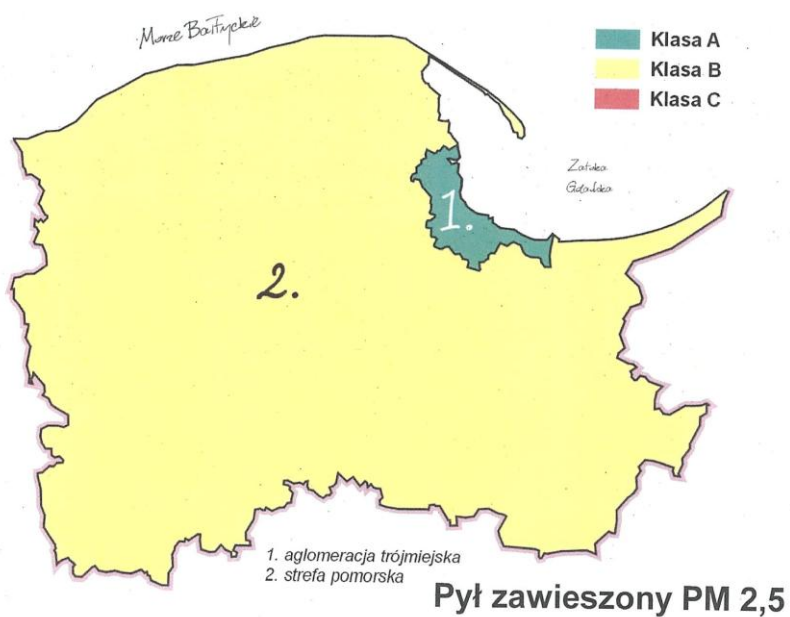 Morze Bałtyckie
Klasa A
Klasa B
Klasa C
Zatoka
Gdańska
1.
2.
1. aglomeracja trójmiejska
2. strefa pomorska
Pył zawieszony PM 2,5